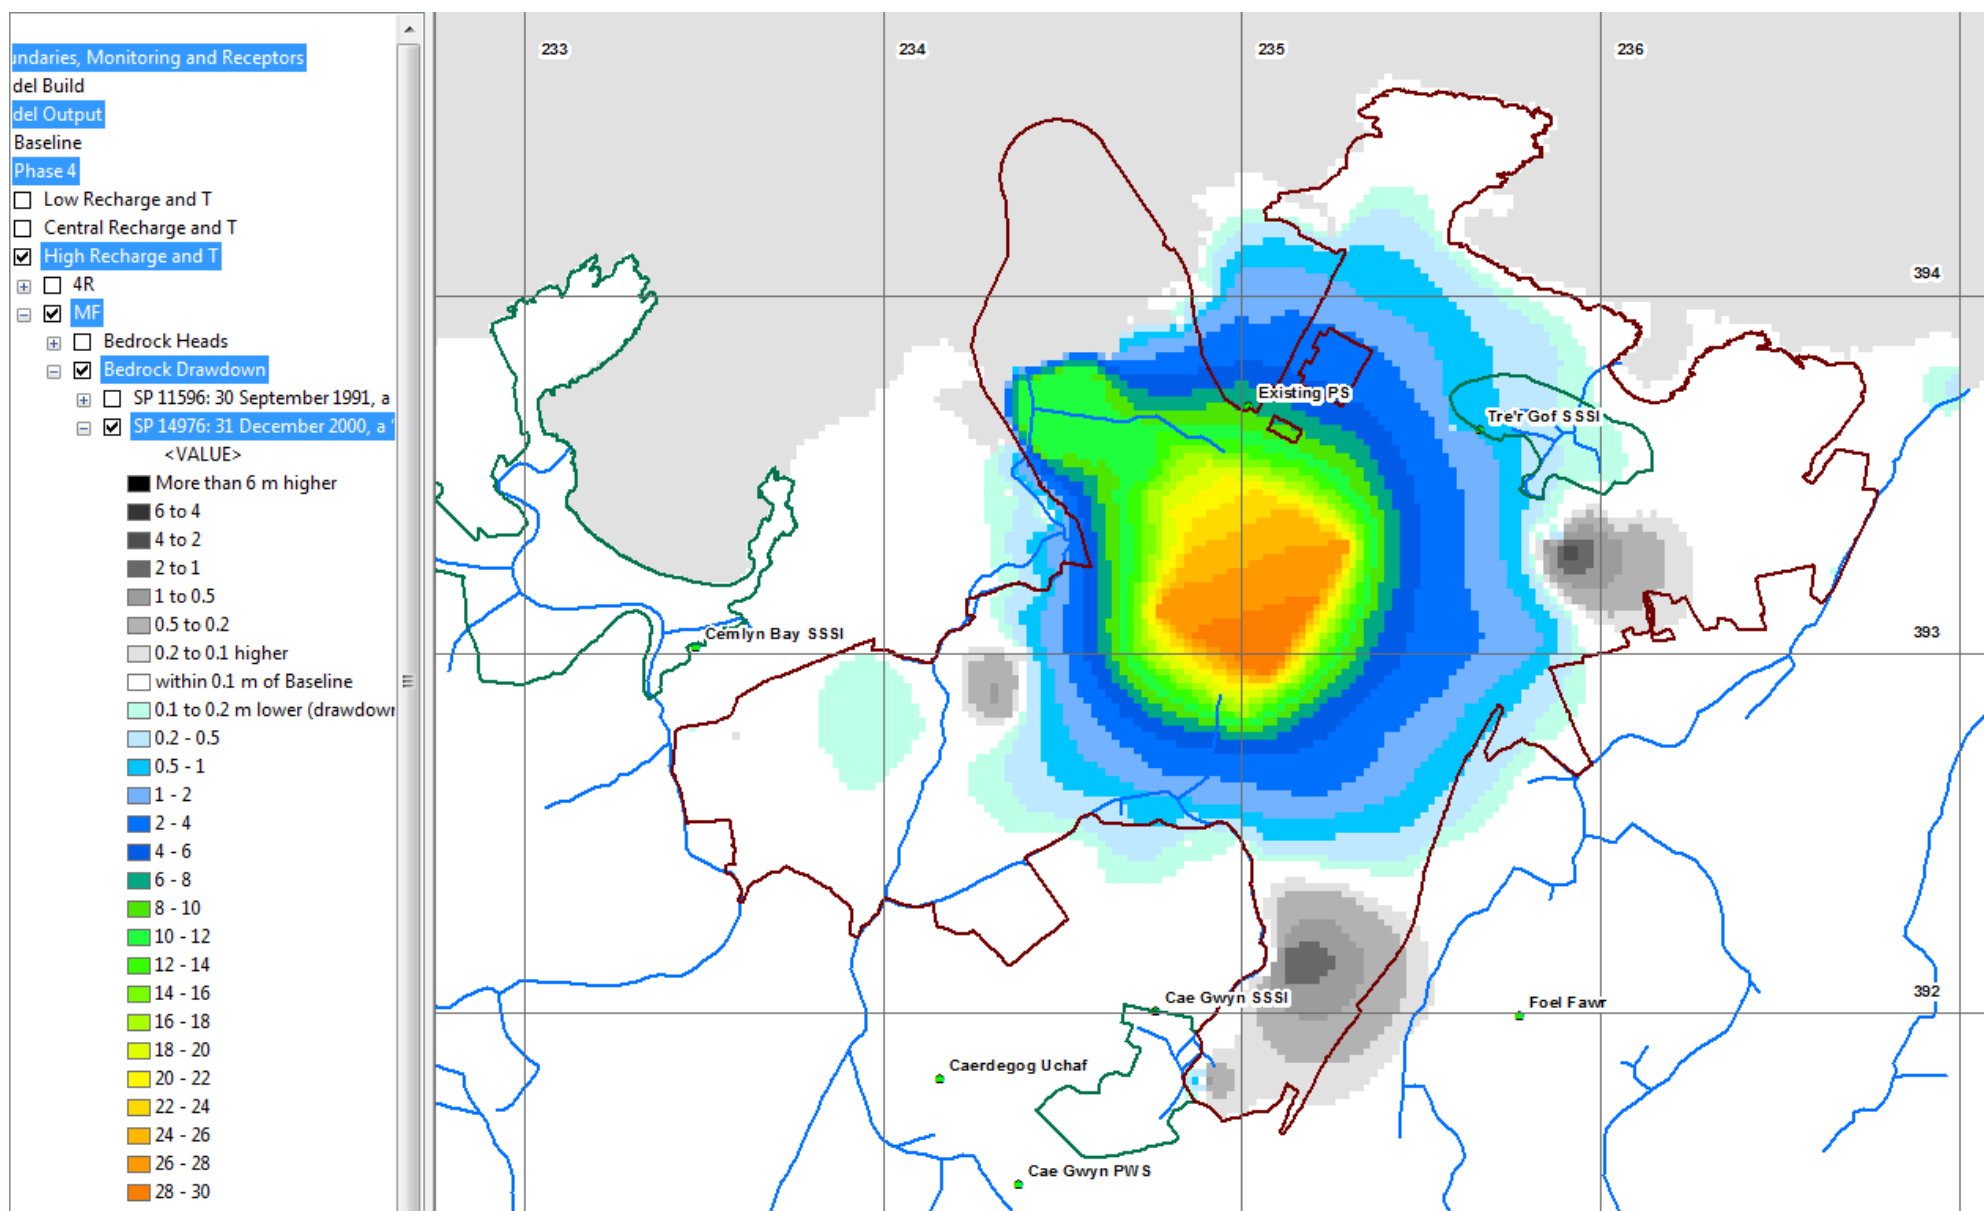 undaries, Monitoring and Receptors
del Build
del Output
Baseline
Phase 4
Low Recharge and T
Central Recharge and T
High Recharge and T
4R
MF
Bedrock Heads
Bedrock Drawdown
SP 11596: 30 September 1991, a
SP 14976: 31 December 2000, a '
<VALUE>
More than 6 m higher
6 to 4
4 to 2
2 to 1
1 to 0.5
0.5 to 0.2
0.2 to 0.1 higher
within 0.1 m of Baseline
0.1 to 0.2 m lower (drawdown
0.2 - 0.5
0.5 - 1
1 - 2
2 - 4
4 - 6
6 - 8
8 - 10
10 - 12
12 - 14
14 - 16
16 - 18
18 - 20
20 - 22
22 - 24
24 - 26
26 - 28
28 - 30
233
234
235
236
394
Existing PS
Tre'r Gof SSSI
393
Cemlyn Bay SSSI
392
Cae Gwyn SSSI
Foel Fawr
Caerdegog Uchaf
Cae Gwyn PWS